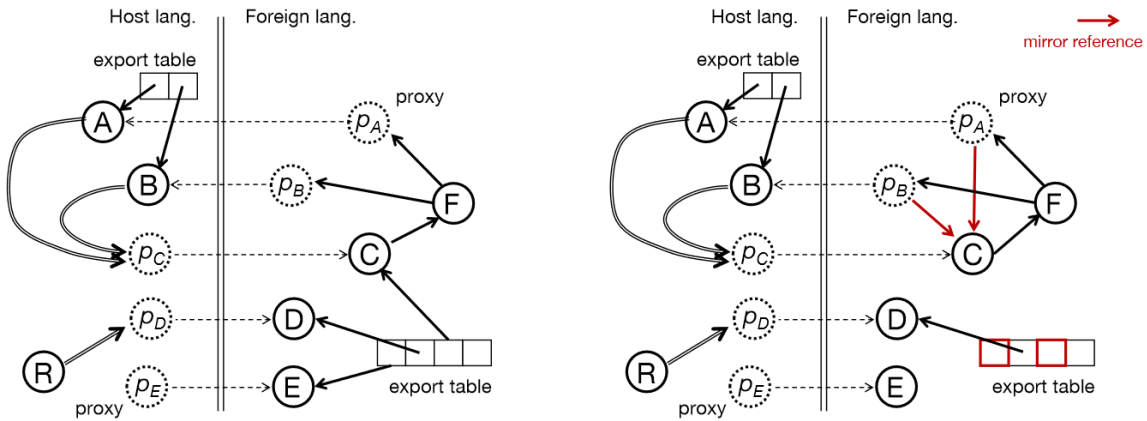 Host lang. Foreign lang.
export table
proxy
A
p_A
B
p_B
F
p_C
C
p_D
D
R
export table
p_E
E
proxy
Host lang. Foreign lang.
mirror reference
export table
proxy
A
p_A
B
p_B
F
p_C
C
p_D
D
R
export table
p_E
E
proxy